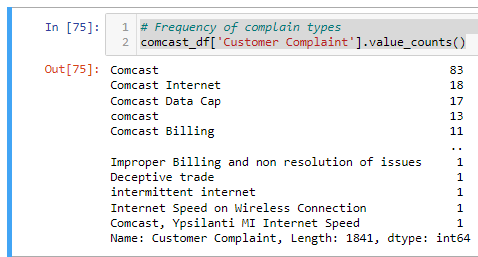 In [75]: 1 # Frequency of complain types
2 comcast_df['Customer Complaint'].value_counts()
Out[75]: Comcast 83
Comcast Internet 18
Comcast Data Cap 17
comcast 13
Comcast Billing 11
..
Improper Billing and non resolution of issues 1
Deceptive trade 1
intermittent internet 1
Internet Speed on Wireless Connection 1
Comcast, Ypsilanti MI Internet Speed 1
Name: Customer Complaint, Length: 1841, dtype: int64